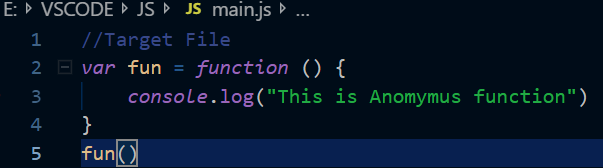 E: > VSCODE > JS > JS main.js > ...
1 //Target File
2 var fun = function () {
3 console.log("This is Anomymus function")
4 }
5 fun()